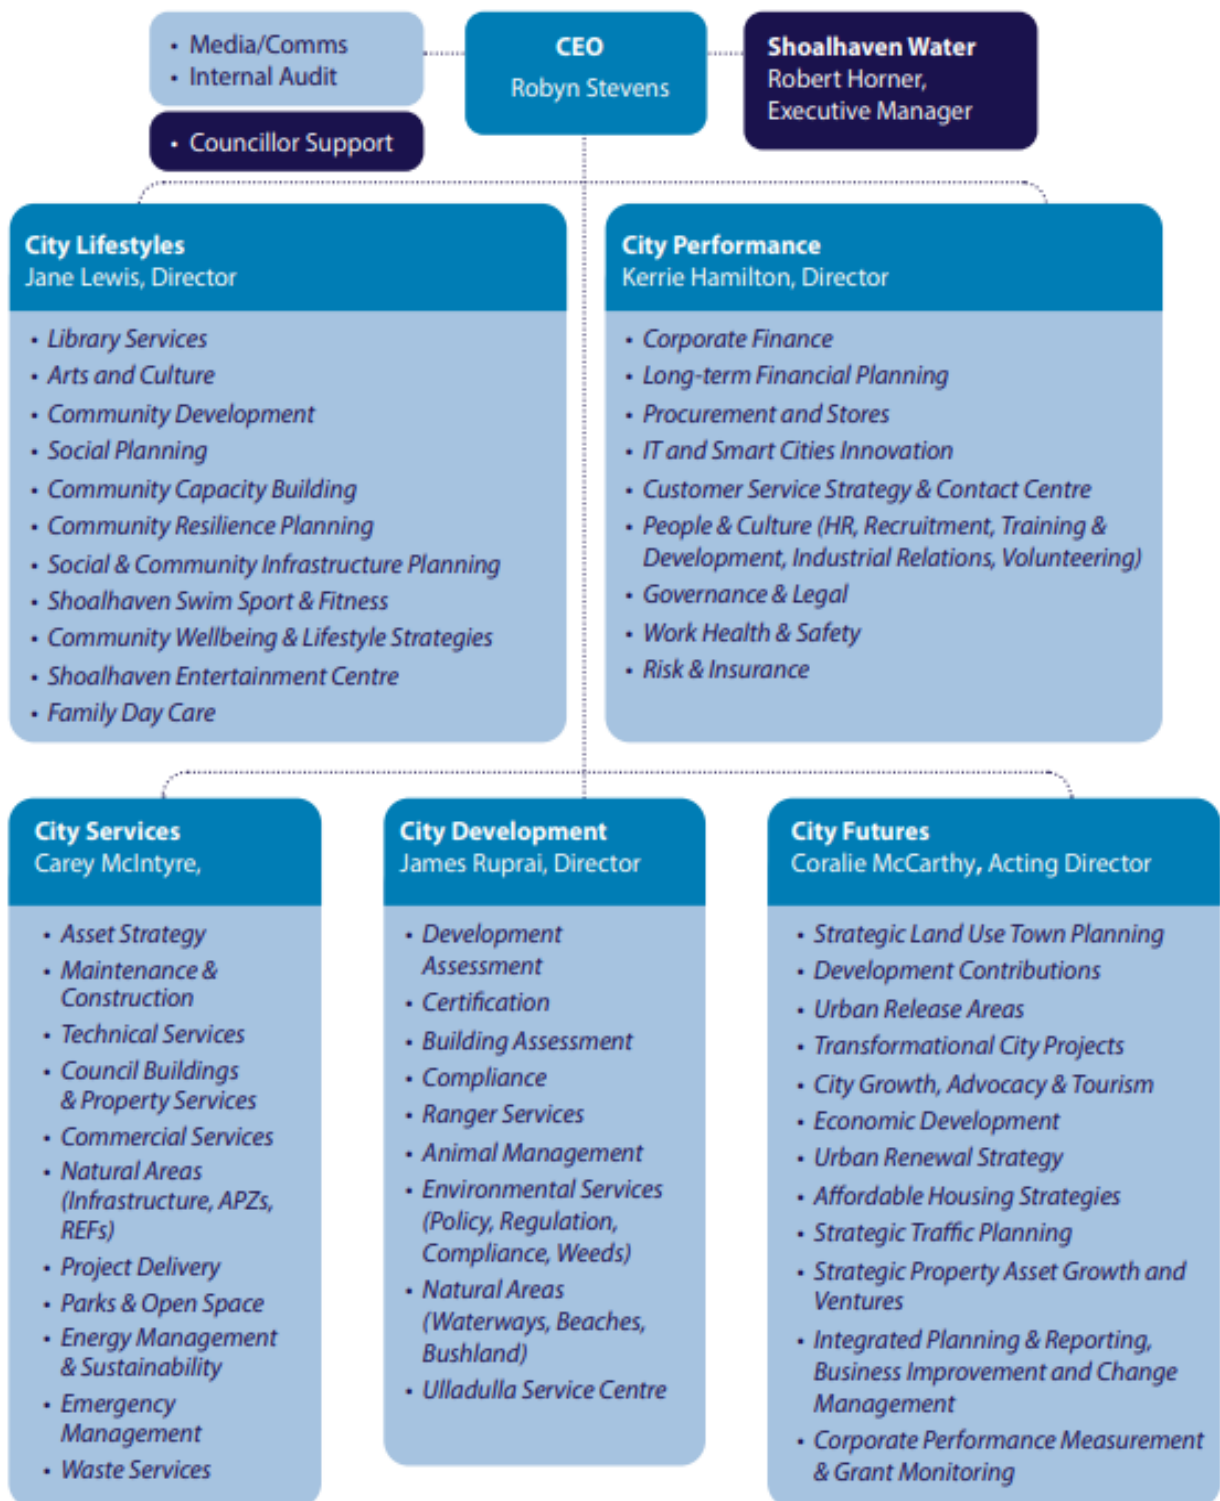 • Media/Comms
• Internal Audit
• Councillor Support
CEO
Robyn Stevens
Shoalhaven Water
Robert Horner,
Executive Manager
City Lifestyles
Jane Lewis, Director
• Library Services
• Arts and Culture
• Community Development
• Social Planning
• Community Capacity Building
• Community Resilience Planning
• Social & Community Infrastructure Planning
• Shoalhaven Swim Sport & Fitness
• Community Wellbeing & Lifestyle Strategies
• Shoalhaven Entertainment Centre
• Family Day Care
City Performance
Kerrie Hamilton, Director
• Corporate Finance
• Long-term Financial Planning
• Procurement and Stores
• IT and Smart Cities Innovation
• Customer Service Strategy & Contact Centre
• People & Culture (HR, Recruitment, Training &
Development, Industrial Relations, Volunteering)
• Governance & Legal
• Work Health & Safety
• Risk & Insurance
City Services
Carey McIntyre,
• Asset Strategy
• Maintenance &
Construction
• Technical Services
• Council Buildings
& Property Services
• Commercial Services
• Natural Areas
(Infrastructure, APZs,
REFs)
• Project Delivery
• Parks & Open Space
• Energy Management
& Sustainability
• Emergency
Management
• Waste Services
City Development
James Ruprai, Director
• Development
Assessment
• Certification
• Building Assessment
• Compliance
• Ranger Services
• Animal Management
• Environmental Services
(Policy, Regulation,
Compliance, Weeds)
• Natural Areas
(Waterways, Beaches,
Bushland)
• Ulladulla Service Centre
City Futures
Coralie McCarthy, Acting Director
• Strategic Land Use Town Planning
• Development Contributions
• Urban Release Areas
• Transformational City Projects
• City Growth, Advocacy & Tourism
• Economic Development
• Urban Renewal Strategy
• Affordable Housing Strategies
• Strategic Traffic Planning
• Strategic Property Asset Growth and
Ventures
• Integrated Planning & Reporting,
Business Improvement and Change
Management
• Corporate Performance Measurement
& Grant Monitoring